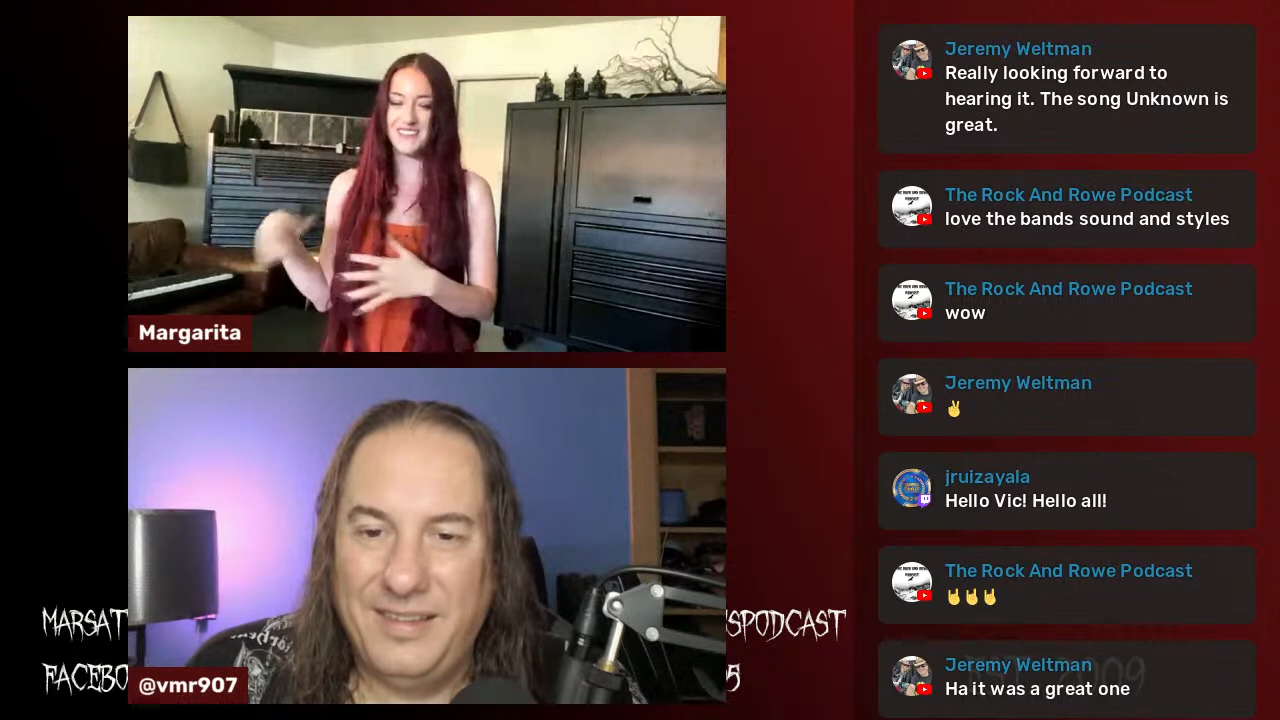 Margarita
@vmr907
MARSAT
SPODCAST
FACEBO
5
Jeremy Weltman
Really looking forward to
hearing it. The song Unknown is
great.
The Rock And Rowe Podcast
love the bands sound and styles
The Rock And Rowe Podcast
wow
Jeremy Weltman
✌
jruizayala
Hello Vic! Hello all!
The Rock And Rowe Podcast
🤘🤘🤘
Jeremy Weltman
Ha it was a great one